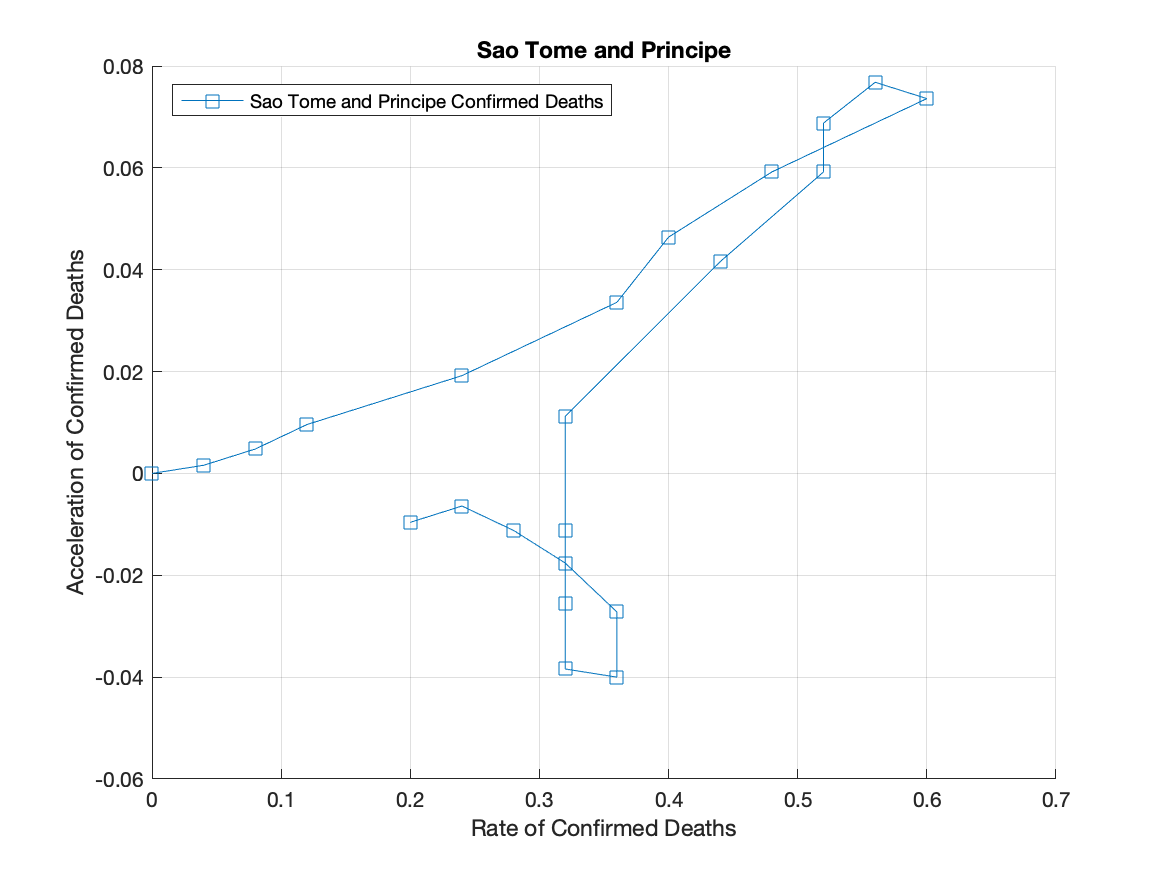 Sao Tome and Principe
Sao Tome and Principe Confirmed Deaths
Acceleration of Confirmed Deaths
0.08
0.06
0.04
0.02
0
-0.02
-0.04
-0.06
0 0.1 0.2 0.3 0.4 0.5 0.6 0.7
Rate of Confirmed Deaths